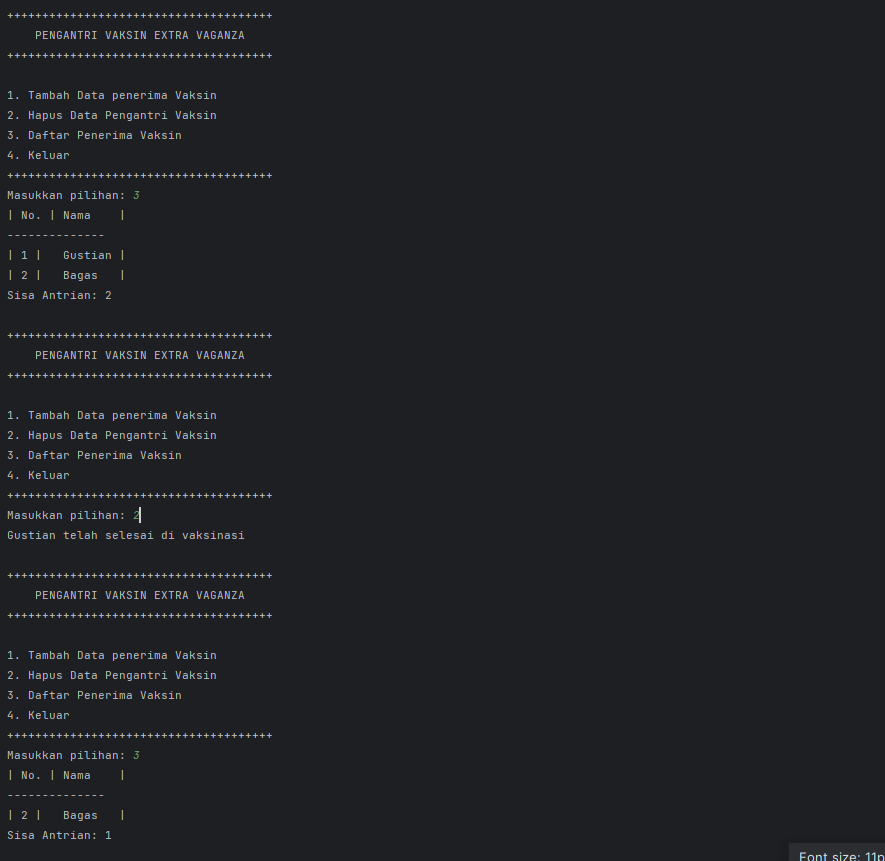 ++++++++++++++++++++++++++++++++++++++
PENGANTRI VAKSIN EXTRA VAGANZA
++++++++++++++++++++++++++++++++++++++
1. Tambah Data penerima Vaksin
2. Hapus Data Pengantri Vaksin
3. Daftar Penerima Vaksin
4. Keluar
++++++++++++++++++++++++++++++++++++++
Masukkan pilihan: 3
| No. | Nama    |
--------------
| 1 |   Gustian |
| 2 |   Bagas   |
Sisa Antrian: 2
++++++++++++++++++++++++++++++++++++++
PENGANTRI VAKSIN EXTRA VAGANZA
++++++++++++++++++++++++++++++++++++++
1. Tambah Data penerima Vaksin
2. Hapus Data Pengantri Vaksin
3. Daftar Penerima Vaksin
4. Keluar
++++++++++++++++++++++++++++++++++++++
Masukkan pilihan: 2
Gustian telah selesai di vaksinasi
++++++++++++++++++++++++++++++++++++++
PENGANTRI VAKSIN EXTRA VAGANZA
++++++++++++++++++++++++++++++++++++++
1. Tambah Data penerima Vaksin
2. Hapus Data Pengantri Vaksin
3. Daftar Penerima Vaksin
4. Keluar
++++++++++++++++++++++++++++++++++++++
Masukkan pilihan: 3
| No. | Nama    |
--------------
| 2 |   Bagas   |
Sisa Antrian: 1
Font size: 11p